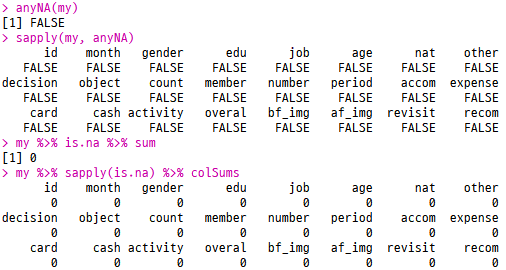 > anyNA(my)
[1] FALSE
> sapply(my, anyNA)
id month gender edu job age nat other
FALSE FALSE FALSE FALSE FALSE FALSE FALSE FALSE
decision object count member number period accom expense
FALSE FALSE FALSE FALSE FALSE FALSE FALSE FALSE
card cash activity overal bf_img af_img revisit recom
FALSE FALSE FALSE FALSE FALSE FALSE FALSE FALSE
> my %>% is.na %>% sum
[1] 0
> my %>% sapply(is.na) %>% colSums
id month gender edu job age nat other
0 0 0 0 0 0 0 0
decision object count member number period accom expense
0 0 0 0 0 0 0 0
card cash activity overal bf_img af_img revisit recom
0 0 0 0 0 0 0 0